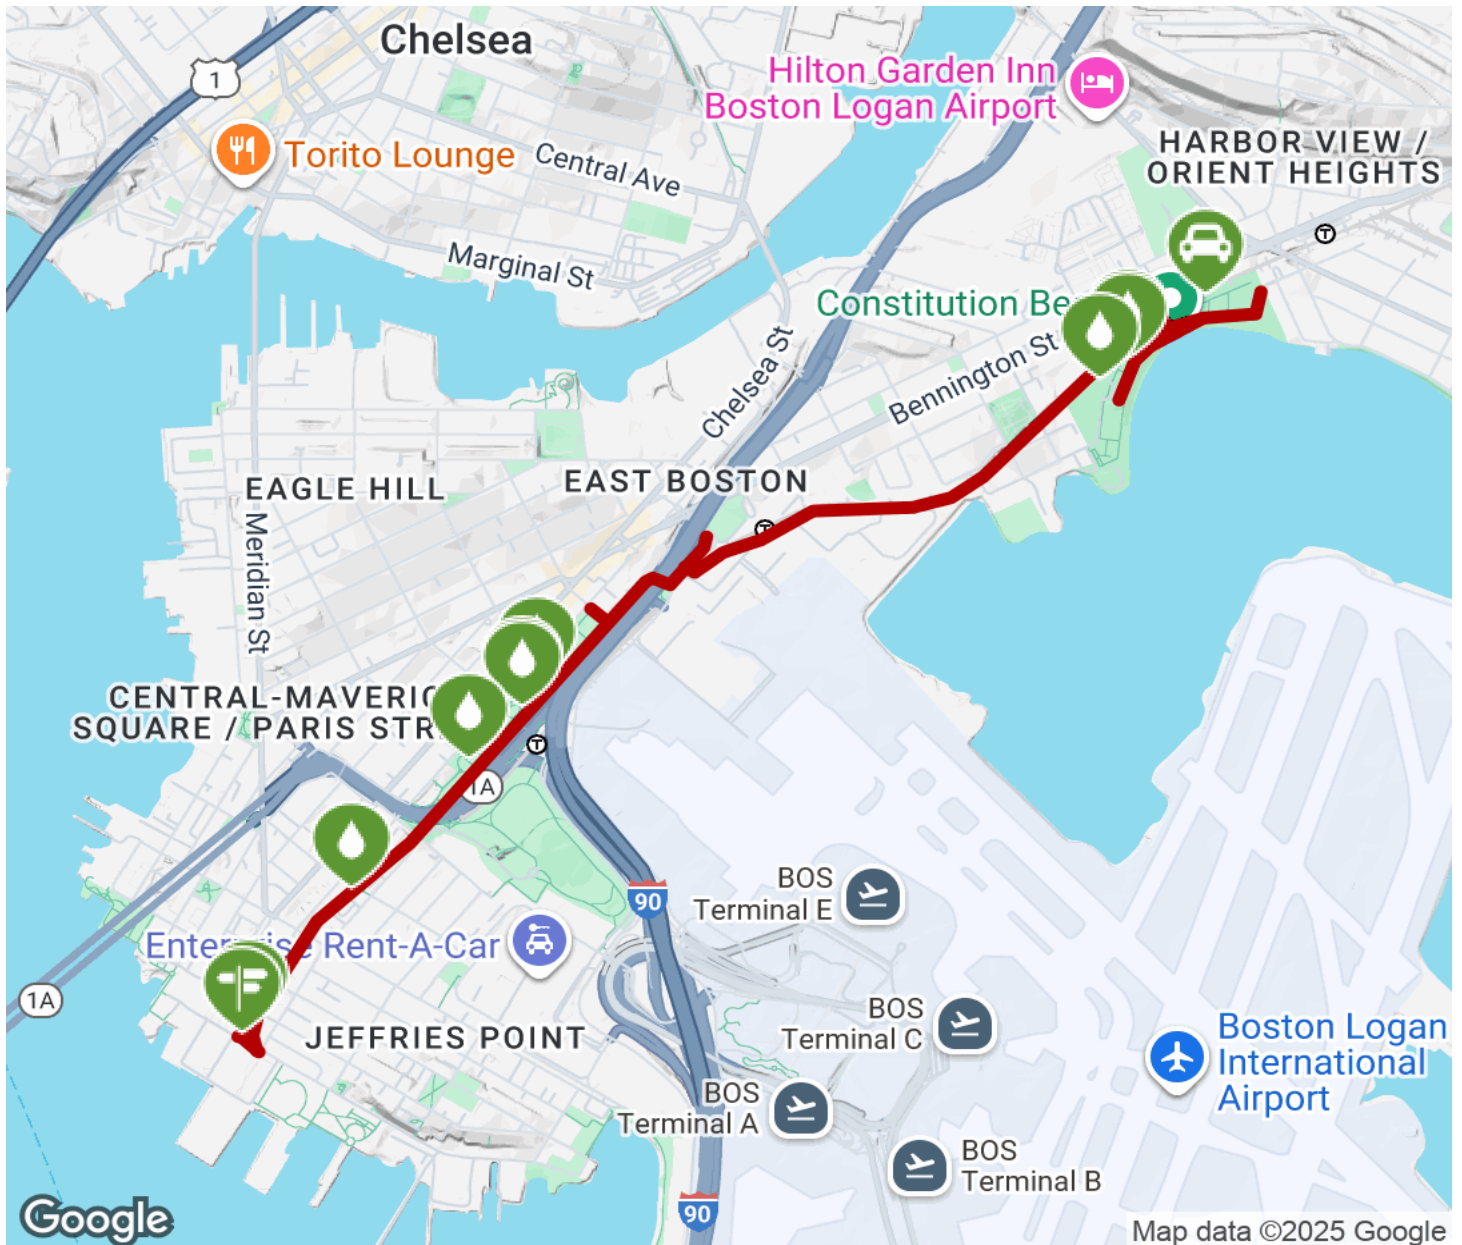 Chelsea
1
Hilton Garden Inn
Boston Logan Airport
HARBOR VIEW /
ORIENT HEIGHTS
Torito Lounge
Central Ave
T
Marginal St
Constitution Be
Chelsea St
Bennington St
EAST BOSTON
EAGLE HILL
Meridian St
T
CENTRAL-MAVERIC
SQUARE / PARIS STR
T
1A
BOS
Terminal E
90
Enterprise Rent-A-Car
1A
BOS
Terminal C
JEFFRIES POINT
Boston Logan
International
Airport
BOS
Terminal A
BOS
Terminal B
90
Google
Map data ©2025 Google